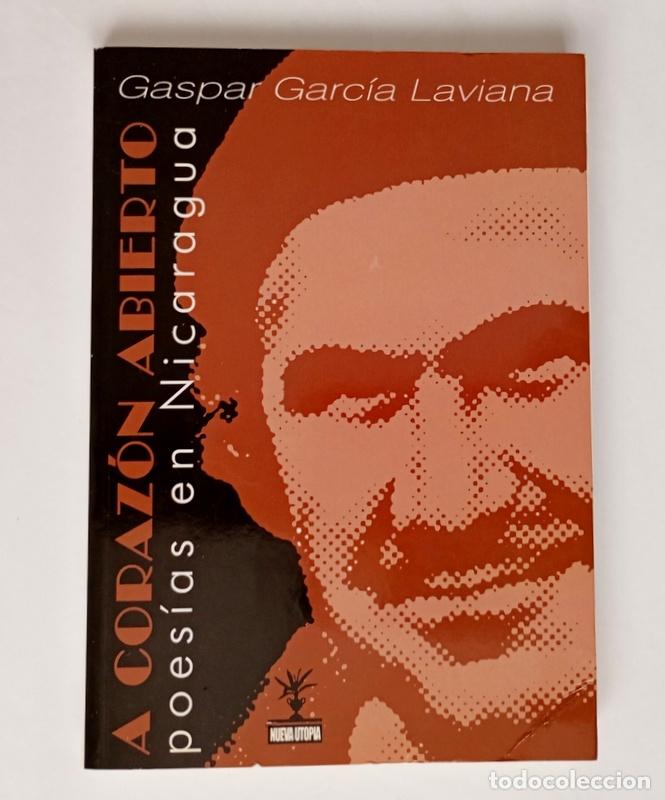 Gaspar García Laviana
A CORAZÓN ABIERTO
poesías en Nicaragua
NUEVA UTOPIA
todocoleccion